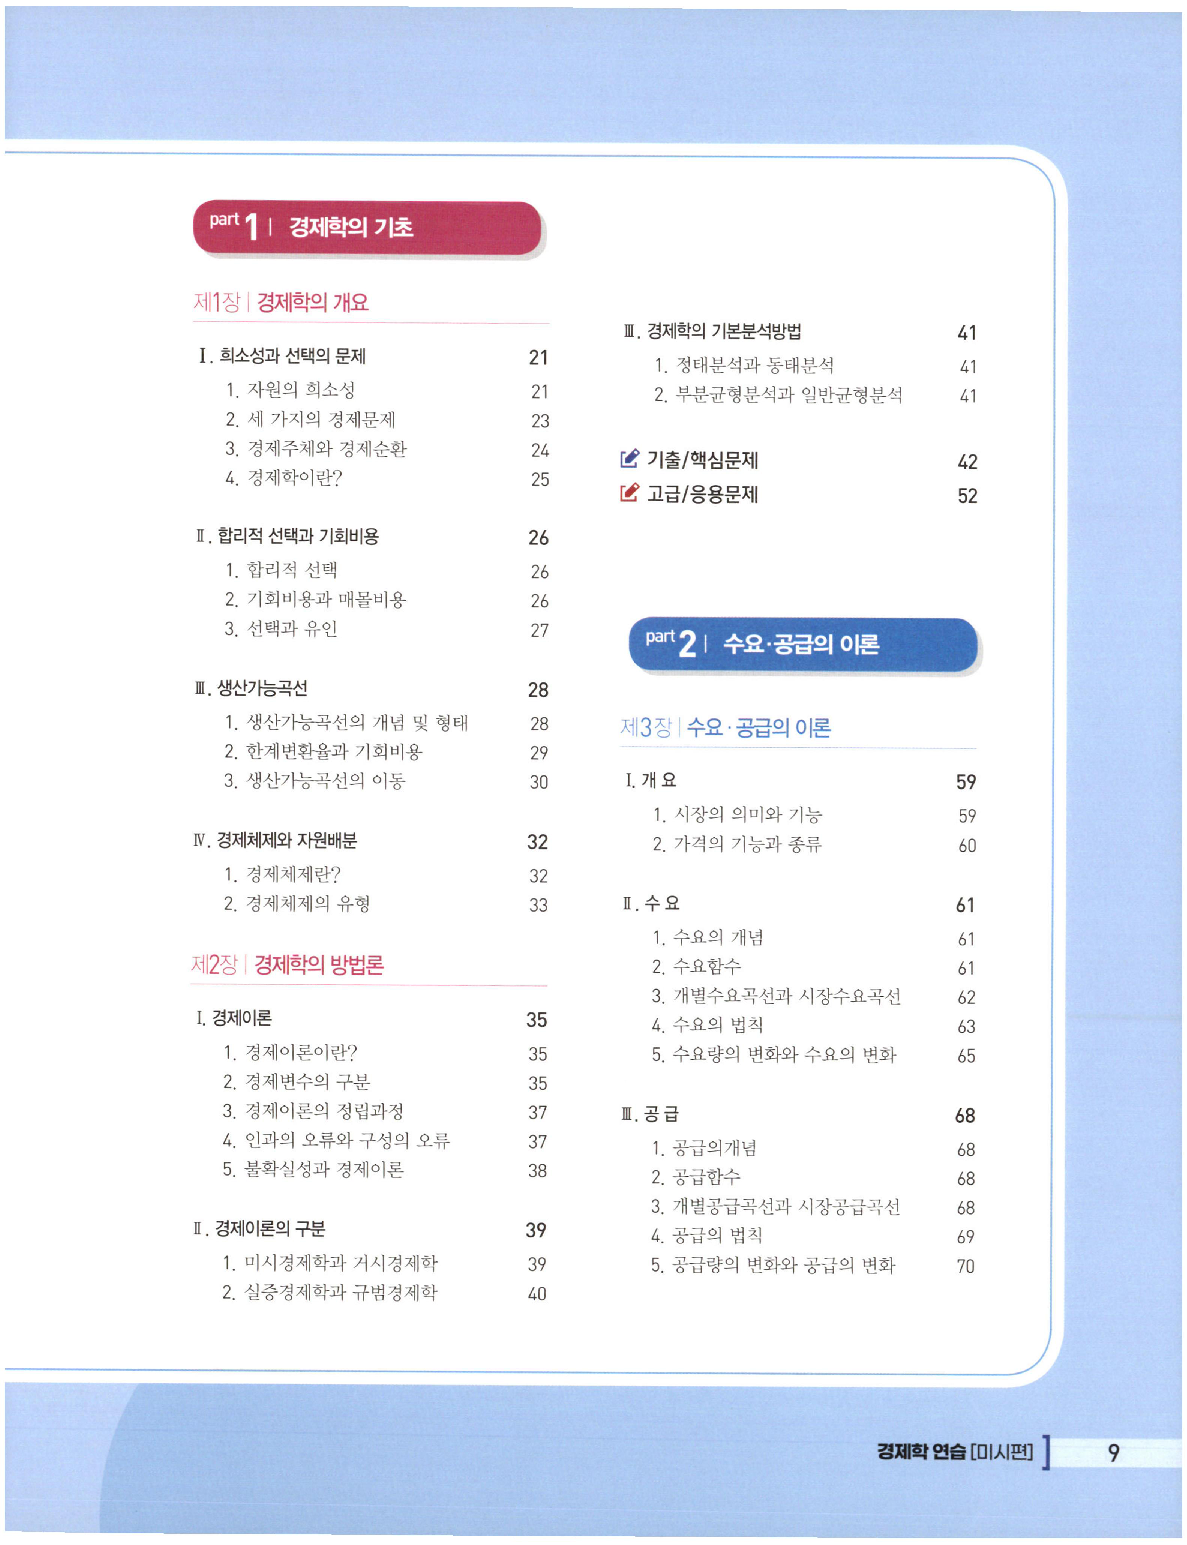 part 1 | 경제학의 기초
제1장 | 경제학의 개요
Ⅰ. 희소성과 선택의 문제 21
1. 자원의 희소성 21
2. 세 가지의 경제문제 23
3. 경제주체와 경제순환 24
4. 경제학이란? 25
Ⅱ. 합리적 선택과 기회비용 26
1. 합리적 선택 26
2. 기회비용과 매몰비용 26
3. 선택과 유인 27
Ⅲ. 생산가능곡선 28
1. 생산가능곡선의 개념 및 형태 28
2. 한계변환율과 기회비용 29
3. 생산가능곡선의 이동 30
Ⅳ. 경제체제와 자원배분 32
1. 경제체제란? 32
2. 경제체제의 유형 33
제2장 | 경제학의 방법론
Ⅰ. 경제이론 35
1. 경제이론이란? 35
2. 경제변수의 구분 35
3. 경제이론의 정립과정 37
4. 인과의 오류와 구성의 오류 37
5. 불확실성과 경제이론 38
Ⅱ. 경제이론의 구분 39
1. 미시경제학과 거시경제학 39
2. 실증경제학과 규범경제학 40
Ⅲ. 경제학의 기본분석방법 41
1. 정태분석과 동태분석 41
2. 부분균형분석과 일반균형분석 41
기출/핵심문제 42
고급/응용문제 52
part 2 | 수요·공급의 이론
제3장 | 수요·공급의 이론
Ⅰ. 개 요 59
1. 시장의 의미와 기능 59
2. 가격의 기능과 종류 60
Ⅱ. 수 요 61
1. 수요의 개념 61
2. 수요함수 61
3. 개별수요곡선과 시장수요곡선 62
4. 수요의 법칙 63
5. 수요량의 변화와 수요의 변화 65
Ⅲ. 공 급 68
1. 공급의개념 68
2. 공급함수 68
3. 개별공급곡선과 시장공급곡선 68
4. 공급의 법칙 69
5. 공급량의 변화와 공급의 변화 70
경제학 연습 [미시편] 9